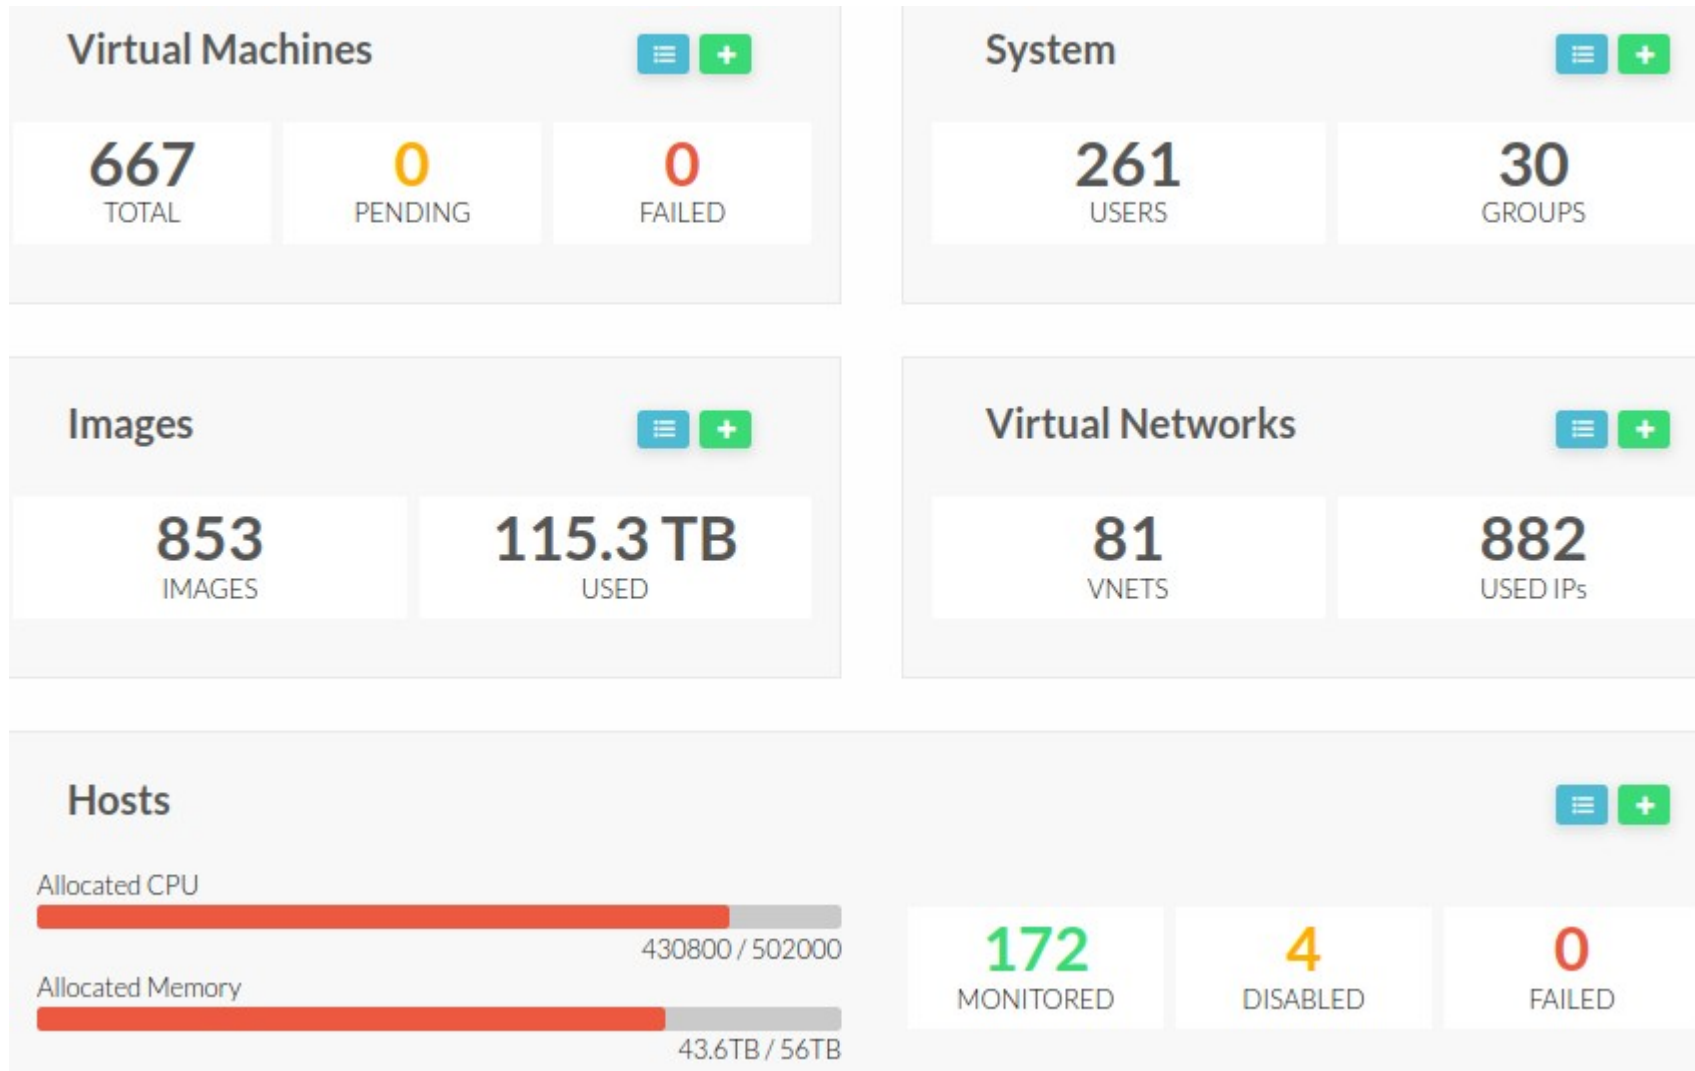 Virtual Machines
667
TOTAL
0
PENDING
0
FAILED
System
261
USERS
30
GROUPS
Images
853
IMAGES
115.3 TB
USED
Virtual Networks
81
VNETS
882
USED IPs
Hosts
Allocated CPU
430800 / 502000
Allocated Memory
43.6TB / 56TB
172
MONITORED
4
DISABLED
0
FAILED